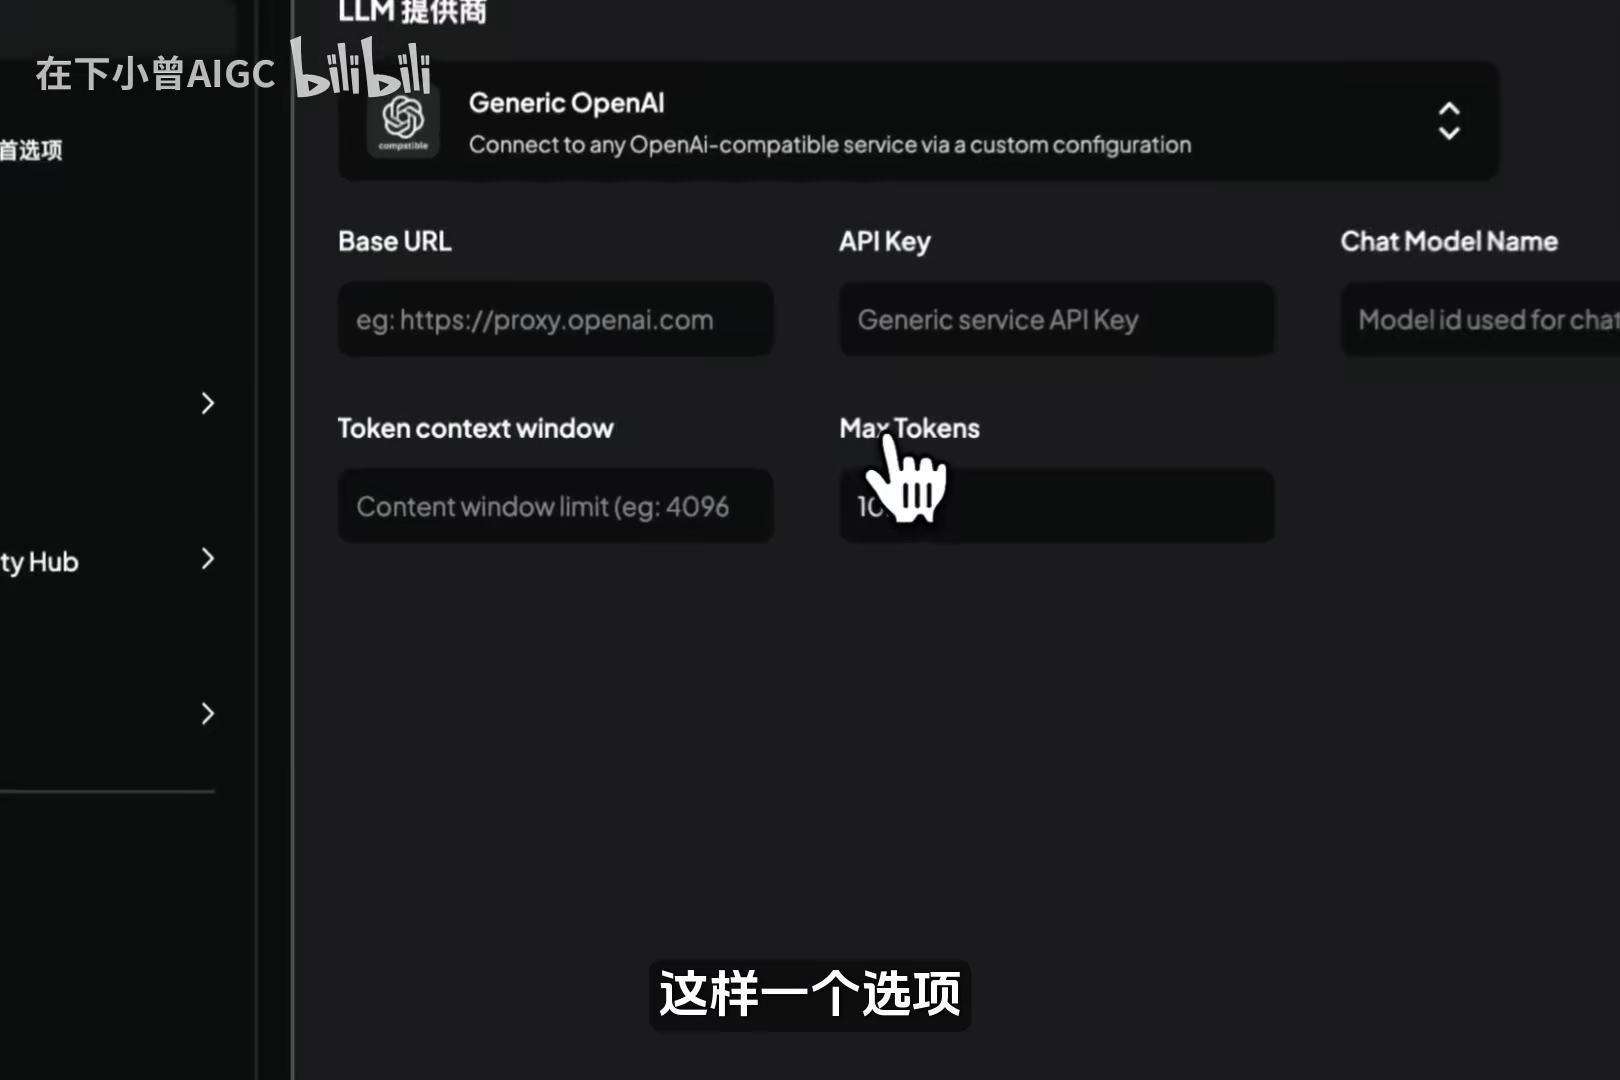 LLM 提供商
在下小曾AIGC bilibili
compatible
Generic OpenAI
Connect to any OpenAi-compatible service via a custom configuration
首选项
Base URL
API Key
Chat Model Name
eg: https://proxy.openai.com
Generic service API Key
Model id used for chat
Token context window
Max Tokens
Content window limit (eg: 4096
ty Hub
这样一个选项